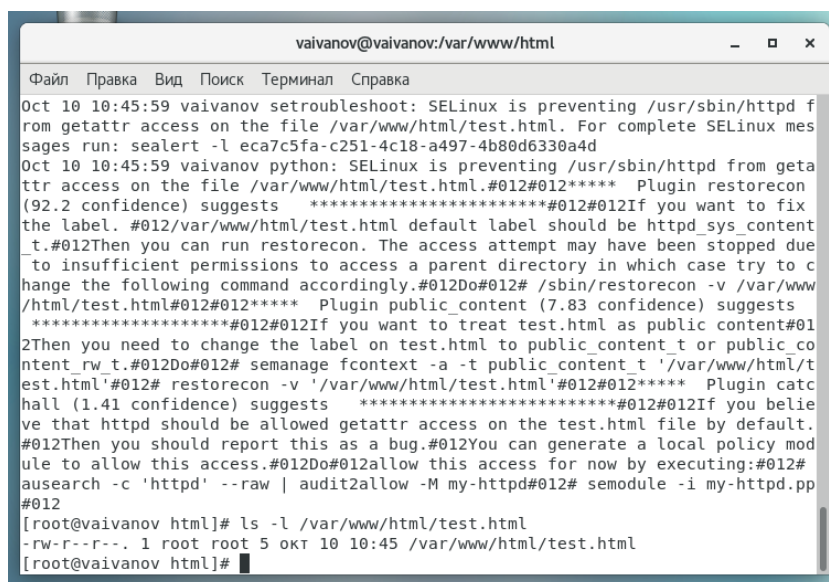 vaivanov@vaivanov:/var/www/html
Файл Правка Вид Поиск Терминал Справка
Oct 10 10:45:59 vaivanov setroubleshoot: SELinux is preventing /usr/sbin/httpd f
rom getattr access on the file /var/www/html/test.html. For complete SELinux mes
sages run: sealert -l eca7c5fa-c251-4c18-a497-4b80d6330a4d
Oct 10 10:45:59 vaivanov python: SELinux is preventing /usr/sbin/httpd from geta
ttr access on the file /var/www/html/test.html.#012#012*****  Plugin restorecon
(92.2 confidence) suggests   ************************#012#012If you want to fix
the label. #012/var/www/html/test.html default label should be httpd_sys_content
_t.#012Then you can run restorecon. The access attempt may have been stopped due
 to insufficient permissions to access a parent directory in which case try to c
hange the following command accordingly.#012Do#012# /sbin/restorecon -v /var/www
/html/test.html#012#012*****  Plugin public_content (7.83 confidence) suggests
 ********************#012#012If you want to treat test.html as public content#01
2Then you need to change the label on test.html to public_content_t or public_co
ntent_rw_t.#012Do#012# semanage fcontext -a -t public_content_t '/var/www/html/t
est.html'#012# restorecon -v '/var/www/html/test.html'#012#012*****  Plugin catc
hall (1.41 confidence) suggests   **************************#012#012If you belie
ve that httpd should be allowed getattr access on the test.html file by default.
#012Then you should report this as a bug.#012You can generate a local policy mod
ule to allow this access.#012Do#012allow this access for now by executing:#012#
ausearch -c 'httpd' --raw | audit2allow -M my-httpd#012# semodule -i my-httpd.pp
#012
[root@vaivanov html]# ls -l /var/www/html/test.html
-rw-r--r--. 1 root root 5 окт 10 10:45 /var/www/html/test.html
[root@vaivanov html]#